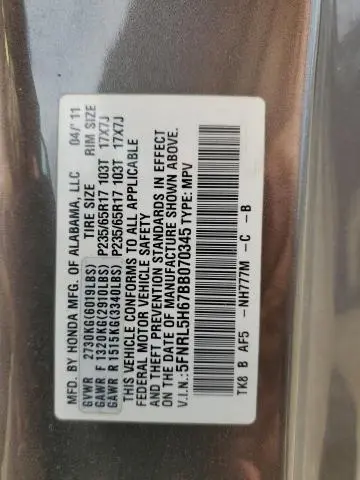 MFD. BY HONDA MFG. OF ALABAMA, LLC 04/'11
GVWR 2730KG(6019LBS) TIRE SIZE RIM SIZE
GAWR F 1320KG(2910LBS) P235/65R17 103T 17X7J
GAWR R 1515KG(3340LBS) P235/65R17 103T 17X7J
THIS VEHICLE CONFORMS TO ALL APPLICABLE
FEDERAL MOTOR VEHICLE SAFETY
AND THEFT PREVENTION STANDARDS IN EFFECT
ON THE DATE OF MANUFACTURE SHOWN ABOVE.
V.I.N.: 5FNRL5H67BB070345 TYPE: MPV
TK8 B AF5 -NH777M -C -B